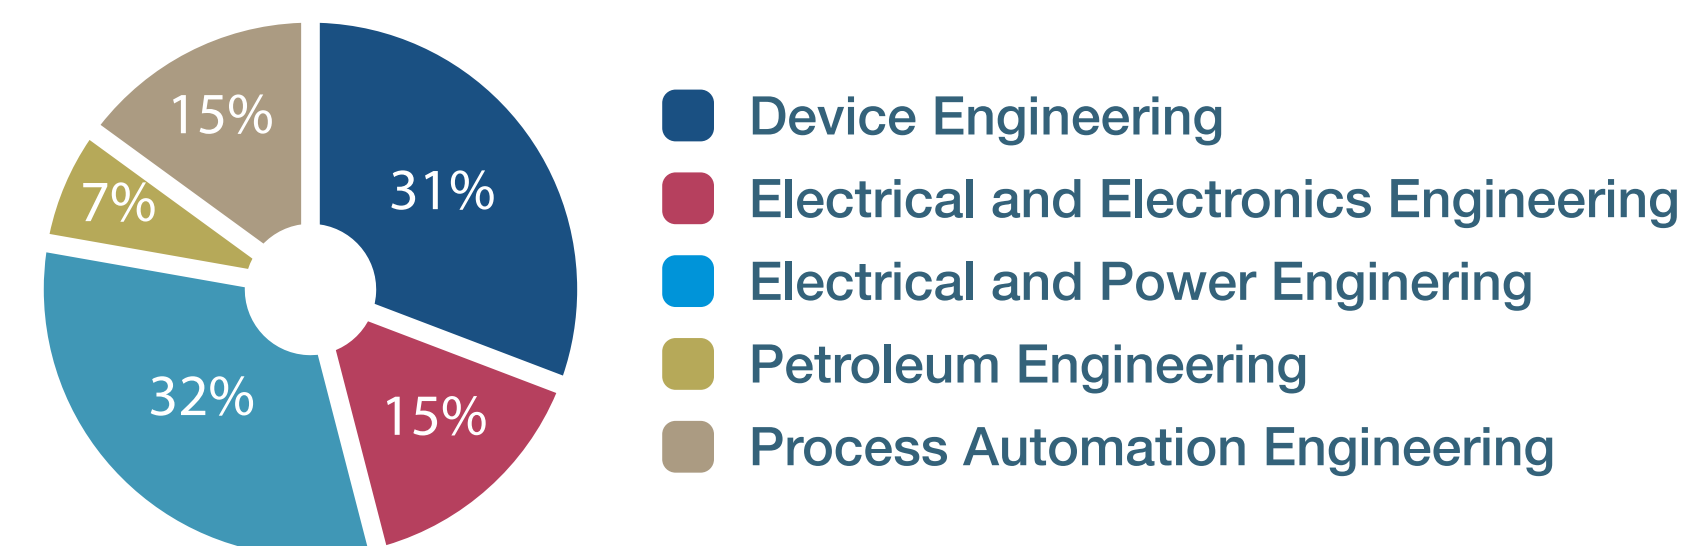 15%
31%
7%
32%
15%
Device Engineering
Electrical and Electronics Engineering
Electrical and Power Enginering
Petroleum Engineering
Process Automation Engineering